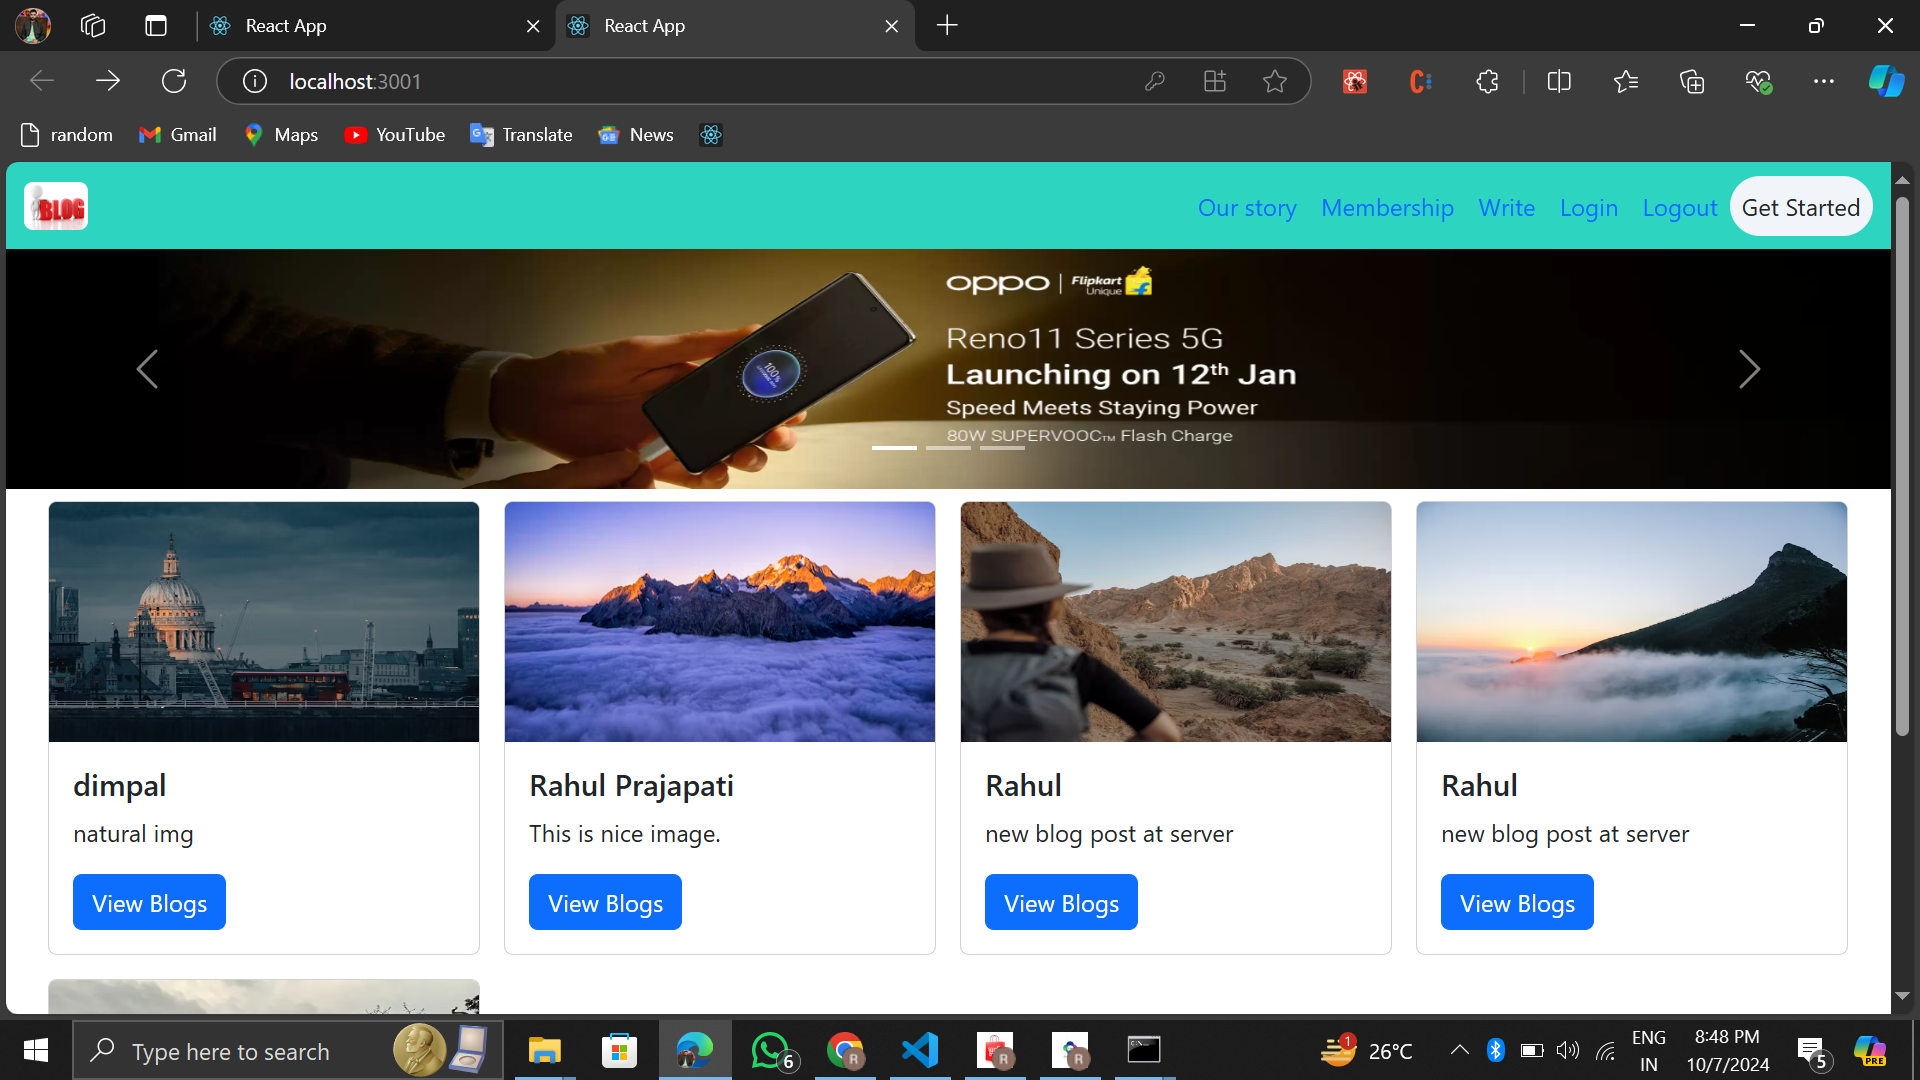 React App
React App
localhost:3001
random
Gmail
Maps
YouTube
Translate
News
BLOG
Our story
Membership
Write
Login
Logout
Get Started
oppo
Flipkart
Unique
100%
Reno11 Series 5G
Launching on 12th Jan
Speed Meets Staying Power
80W SUPERVOOC™ Flash Charge
dimpal
natural img
View Blogs
Rahul Prajapati
This is nice image.
View Blogs
Rahul
new blog post at server
View Blogs
Rahul
new blog post at server
View Blogs
Type here to search
6
R
R
R
1
26°C
ENG
IN
8:48 PM
10/7/2024
5
PRE